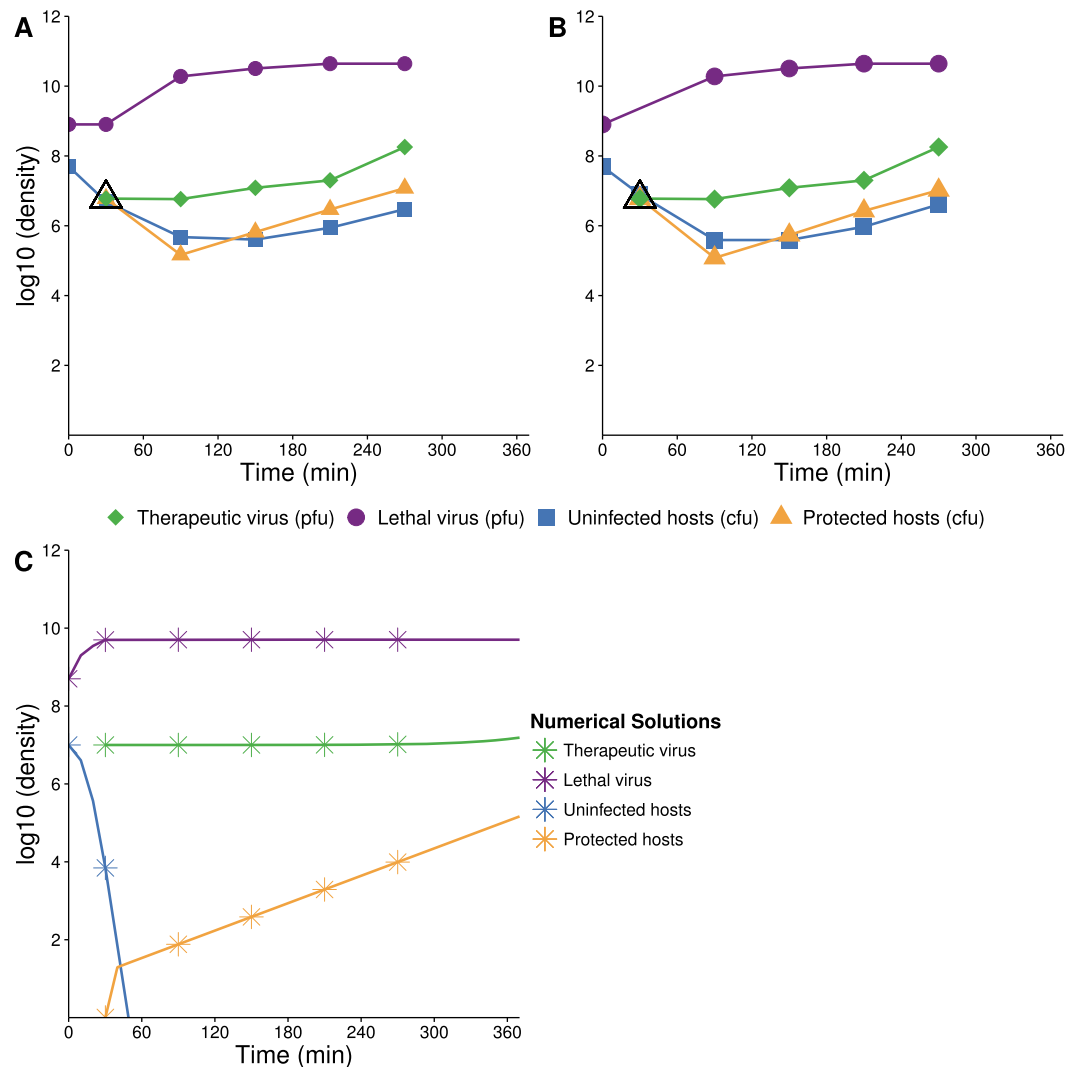 A
B
12
10
8
6
4
2
log10 (density)
0 60 120 180 240 300 360
Time (min)
12
10
8
6
4
2
0 60 120 180 240 300 360
Time (min)
Therapeutic virus (pfu) Lethal virus (pfu) Uninfected hosts (cfu) Protected hosts (cfu)
C
12
10
8
6
4
2
log10 (density)
0 60 120 180 240 300 360
Time (min)
Numerical Solutions
Therapeutic virus
Lethal virus
Uninfected hosts
Protected hosts